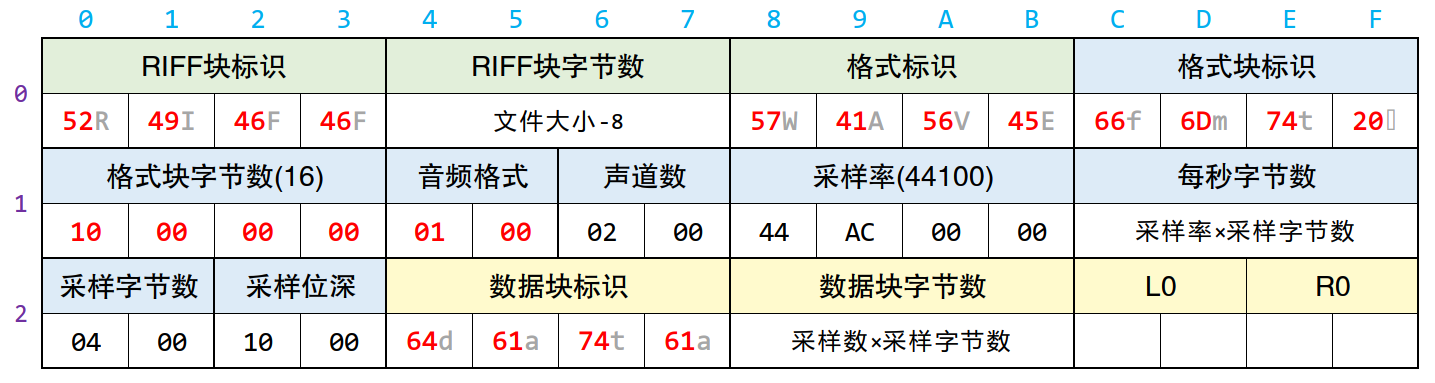 0 1 2 3 4 5 6 7 8 9 A B C D E F
RIFF块标识 RIFF块字节数 格式标识 格式块标识
0
52R 49I 46F 46F 文件大小-8 57W 41A 56V 45E 66f 6Dm 74t 20
格式块字节数(16) 音频格式 声道数 采样率(44100) 每秒字节数
1
10 00 00 00 01 00 02 00 44 AC 00 00 采样率×采样字节数
采样字节数 采样位深 数据块标识 数据块字节数 L0 R0
2
04 00 10 00 64d 61a 74t 61a 采样数×采样字节数